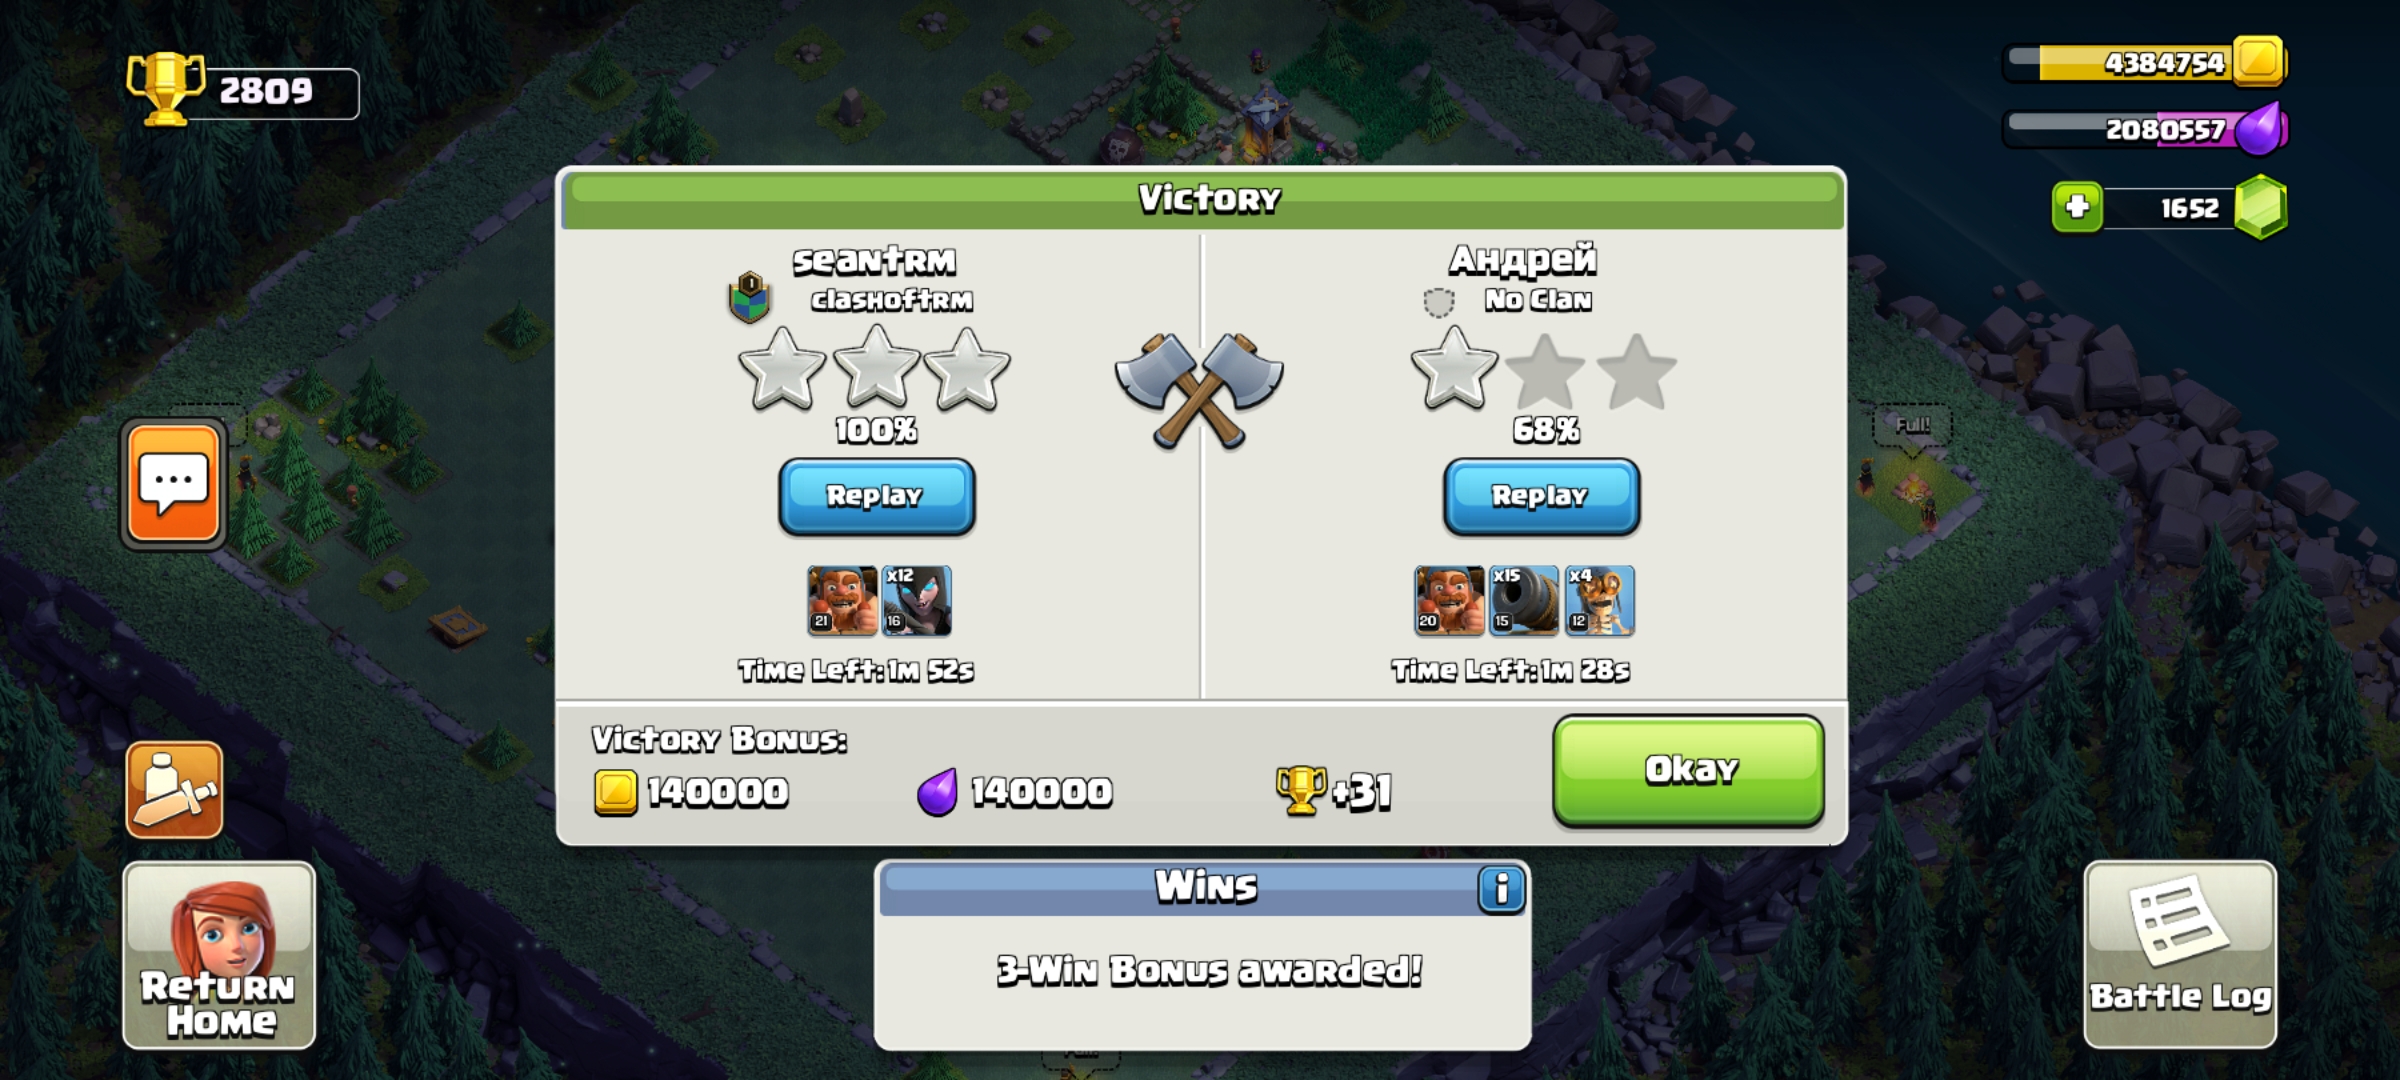 2809
4384754
2080557
1652
Victory
seantrm
clashoftrm
1
100%
Replay
21
x12
16
Time Left:1m 52s
Андрей
No Clan
68%
Replay
20
x15
15
x4
12
Time Left:1m 28s
Full!
Victory Bonus:
140000
140000
+31
Okay
Wins
i
3-Win Bonus awarded!
Return
Home
Battle Log